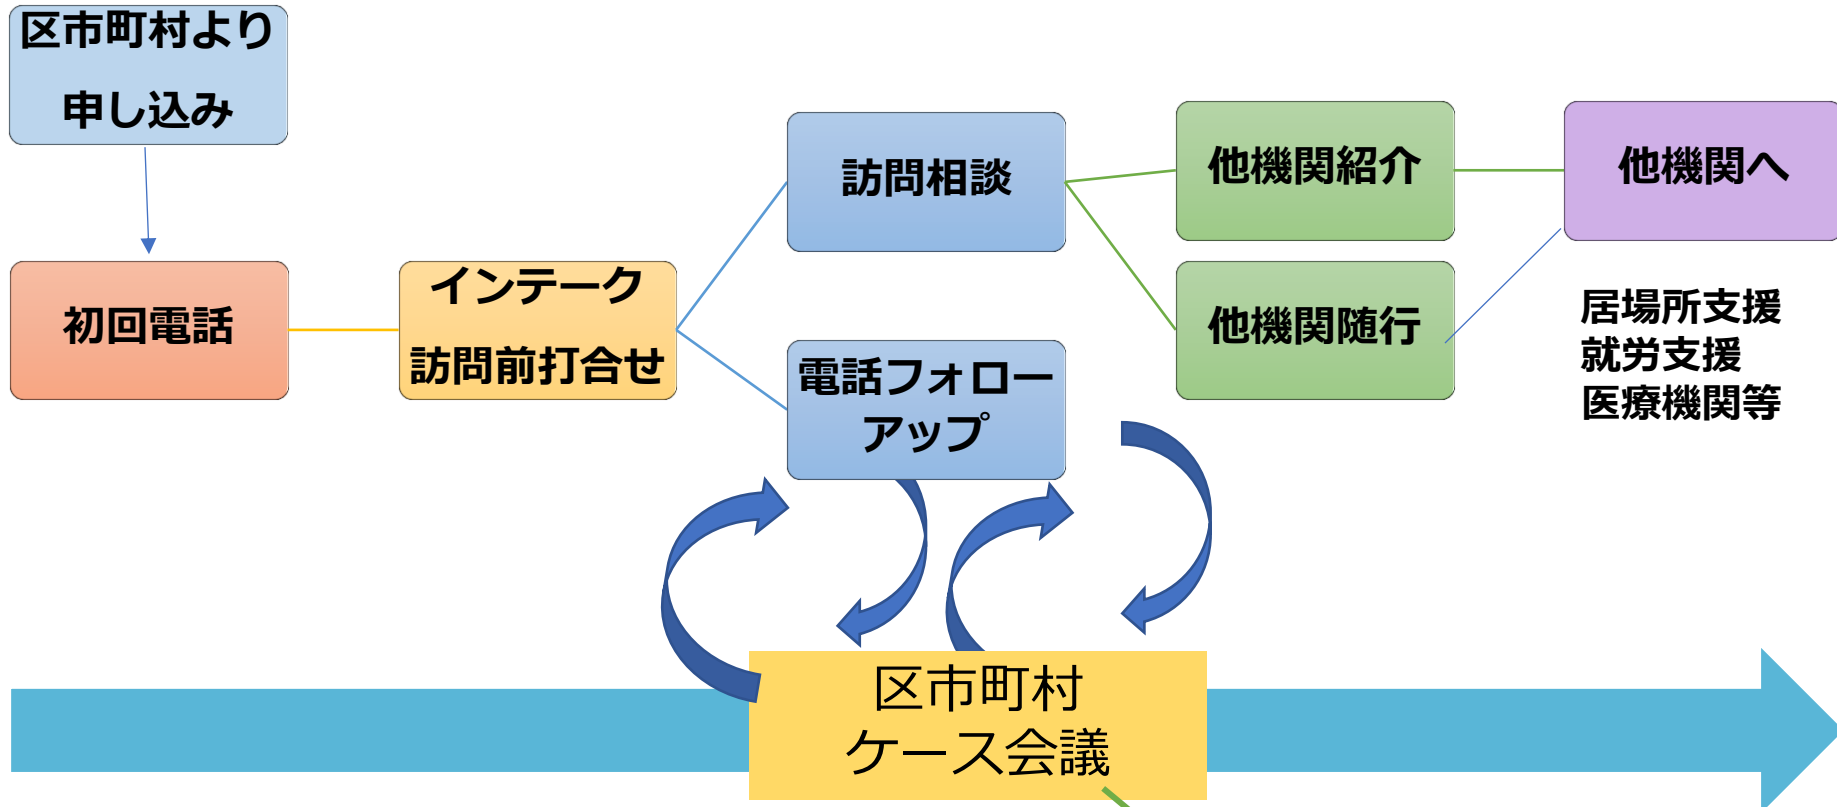 区市町村より
申し込み
初回電話
インテーク
訪問前打合せ
訪問相談
電話フォロー
アップ
他機関紹介
他機関随行
他機関へ
居場所支援
就労支援
医療機関等
区市町村
ケース会議